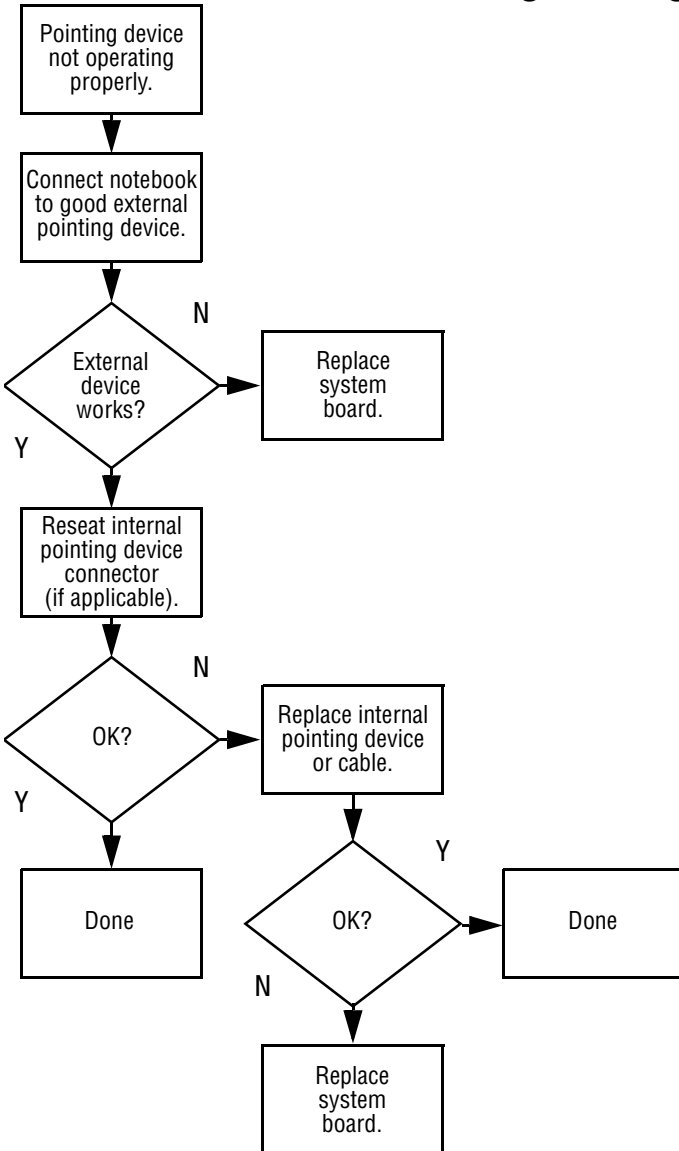 Pointing device
not operating
properly.
Connect notebook
to good external
pointing device.
N
External
device
works?
Replace
system
board.
Y
Reseat internal
pointing device
connector
(if applicable).
N
OK?
Replace internal
pointing device
or cable.
Y
Y
Done
OK?
Done
N
Replace
system
board.